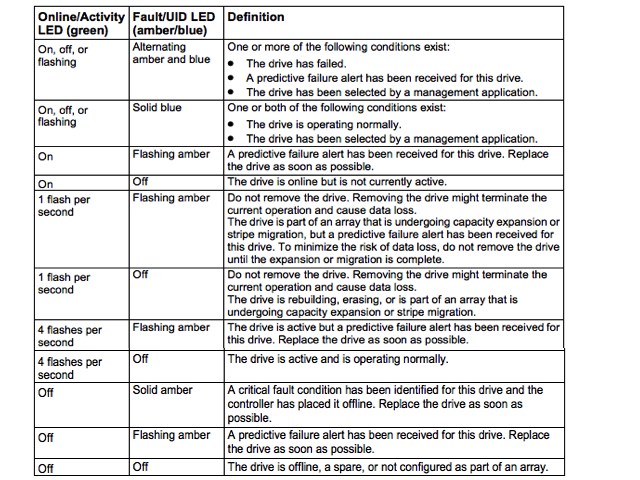 Online/Activity Fault/UID LED Definition
LED (green) (amber/blue)
On, off, or
flashing
Alternating
amber and blue
One or more of the following conditions exist:
• The drive has failed.
• A predictive failure alert has been received for this drive.
• The drive has been selected by a management application.
On, off, or
flashing
Solid blue
One or both of the following conditions exist:
• The drive is operating normally.
• The drive has been selected by a management application.
On
Flashing amber
A predictive failure alert has been received for this drive. Replace
the drive as soon as possible.
On
Off
The drive is online but is not currently active.
1 flash per
second
Flashing amber
Do not remove the drive. Removing the drive might terminate the
current operation and cause data loss.
The drive is part of an array that is undergoing capacity expansion or
stripe migration, but a predictive failure alert has been received for
this drive. To minimize the risk of data loss, do not remove the drive
until the expansion or migration is complete.
1 flash per
second
Off
Do not remove the drive. Removing the drive might terminate the
current operation and cause data loss.
The drive is rebuilding, erasing, or is part of an array that is
undergoing capacity expansion or stripe migration.
4 flashes per
second
Flashing amber
The drive is active but a predictive failure alert has been received for
this drive. Replace the drive as soon as possible.
4 flashes per
second
Off
The drive is active and is operating normally.
Off
Solid amber
A critical fault condition has been identified for this drive and the
controller has placed it offline. Replace the drive as soon as
possible.
Off
Flashing amber
A predictive failure alert has been received for this drive. Replace
the drive as soon as possible.
Off
Off
The drive is offline, a spare, or not configured as part of an array.